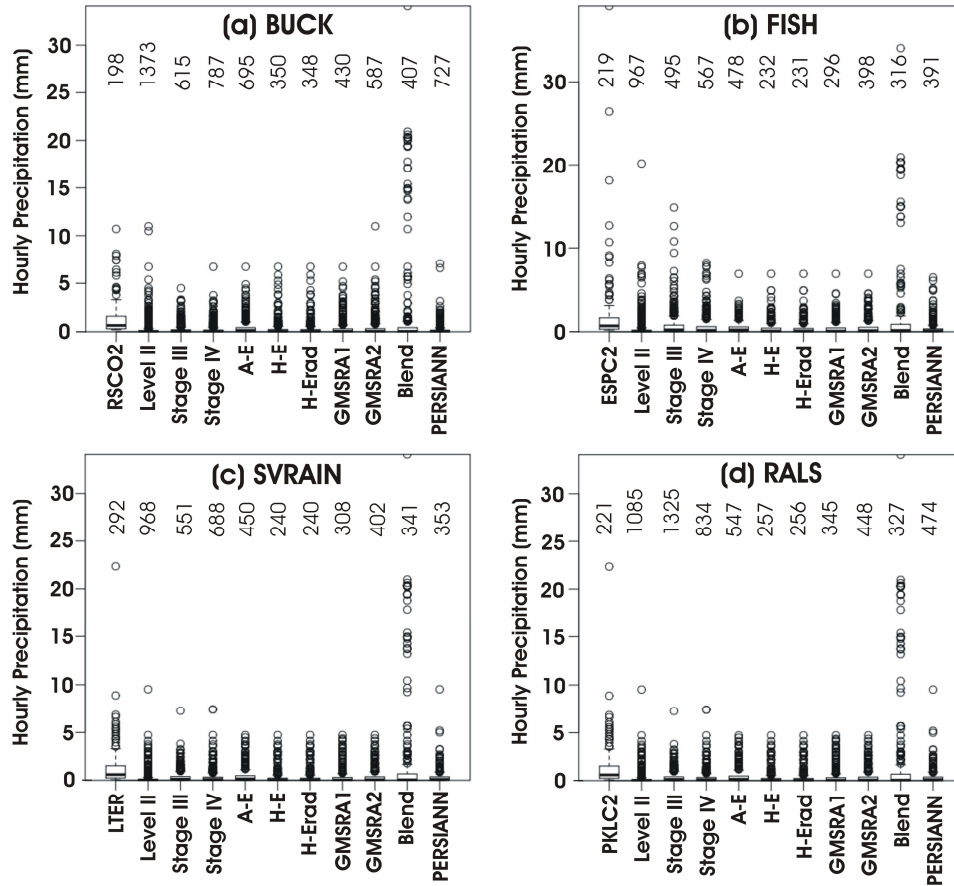 (a) BUCK
Hourly Precipitation (mm)
30
25
20
15
10
5
0
198 1373 615 787 695 350 348 430 587 407 727
RSCO2 Level II Stage III Stage IV A-E H-E H-Erad GMSRA1 GMSRA2 Blend PERSIANN
(b) FISH
Hourly Precipitation (mm)
30
20
10
0
219 967 495 567 478 232 231 296 398 316 391
ESPC2 Level II Stage III Stage IV A-E H-E H-Erad GMSRA1 GMSRA2 Blend PERSIANN
(c) SVRAIN
Hourly Precipitation (mm)
30
25
20
15
10
5
0
292 968 551 688 450 240 240 308 402 341 353
LTER Level II Stage III Stage IV A-E H-E H-Erad GMSRA1 GMSRA2 Blend PERSIANN
(d) RALS
Hourly Precipitation (mm)
30
25
20
15
10
5
0
221 1085 1325 834 547 257 256 345 448 327 474
PKLC2 Level II Stage III Stage IV A-E H-E H-Erad GMSRA1 GMSRA2 Blend PERSIANN